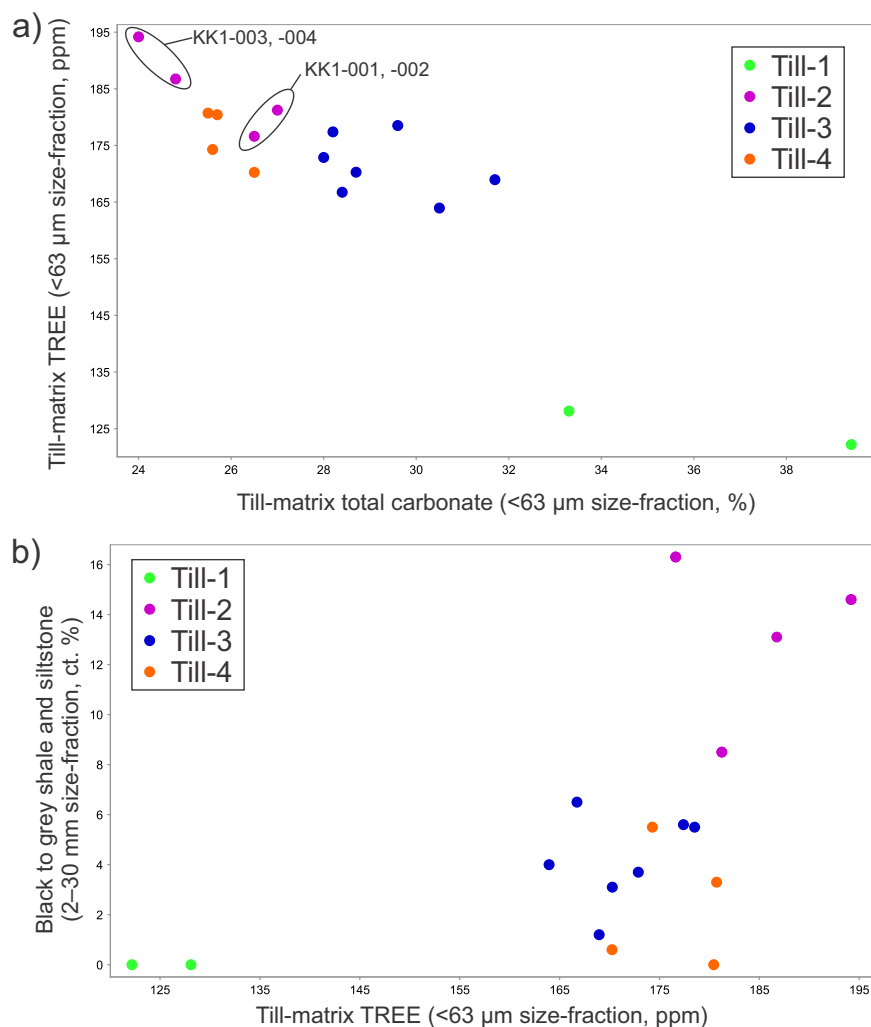 a)
Till-matrix TREE (<63 µm size-fraction, ppm)
195
185
175
165
155
145
135
125
KK1-003, -004
KK1-001, -002
Till-1
Till-2
Till-3
Till-4
24
26
28
30
32
34
36
38
Till-matrix total carbonate (<63 µm size-fraction, %)
b)
Black to grey shale and siltstone
(2–30 mm size-fraction, ct. %)
16
14
12
10
8
6
4
2
0
Till-1
Till-2
Till-3
Till-4
125
135
145
155
165
175
185
195
Till-matrix TREE (<63 µm size-fraction, ppm)